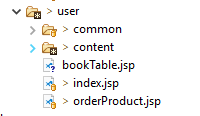 > user
> common
> content
bookTable.jsp
> index.jsp
> orderProduct.jsp